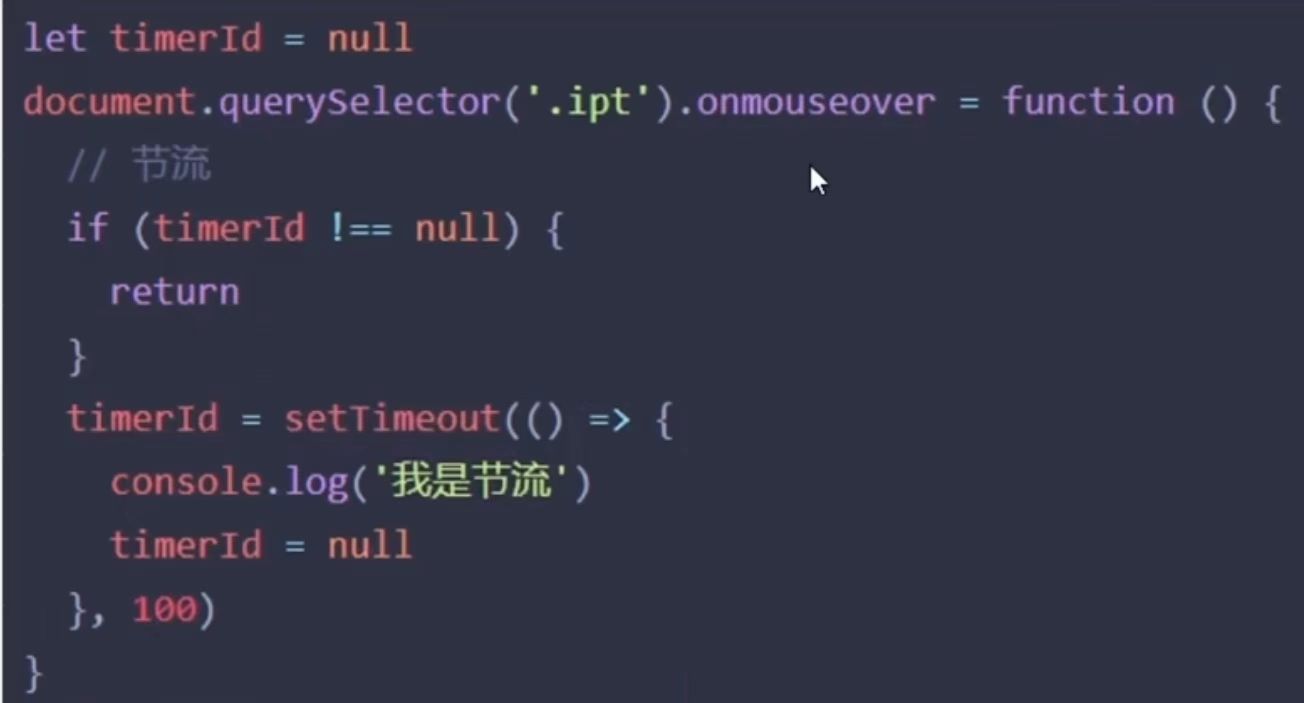 let timerId = null
document.querySelector('.ipt').onmouseover = function () {
  // 节流
  if (timerId !== null) {
    return
  }
  timerId = setTimeout(() => {
    console.log('我是节流')
    timerId = null
  }, 100)
}